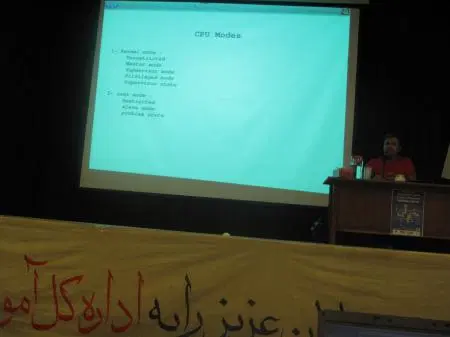 CPU Modes
1- Kernel mode :
Unrestricted
Master mode
Supervisor mode
Privileged mode
Supervisor state
2- user mode :
Restricted
slave mode
problem state
عزیز را به اداره کل آمو